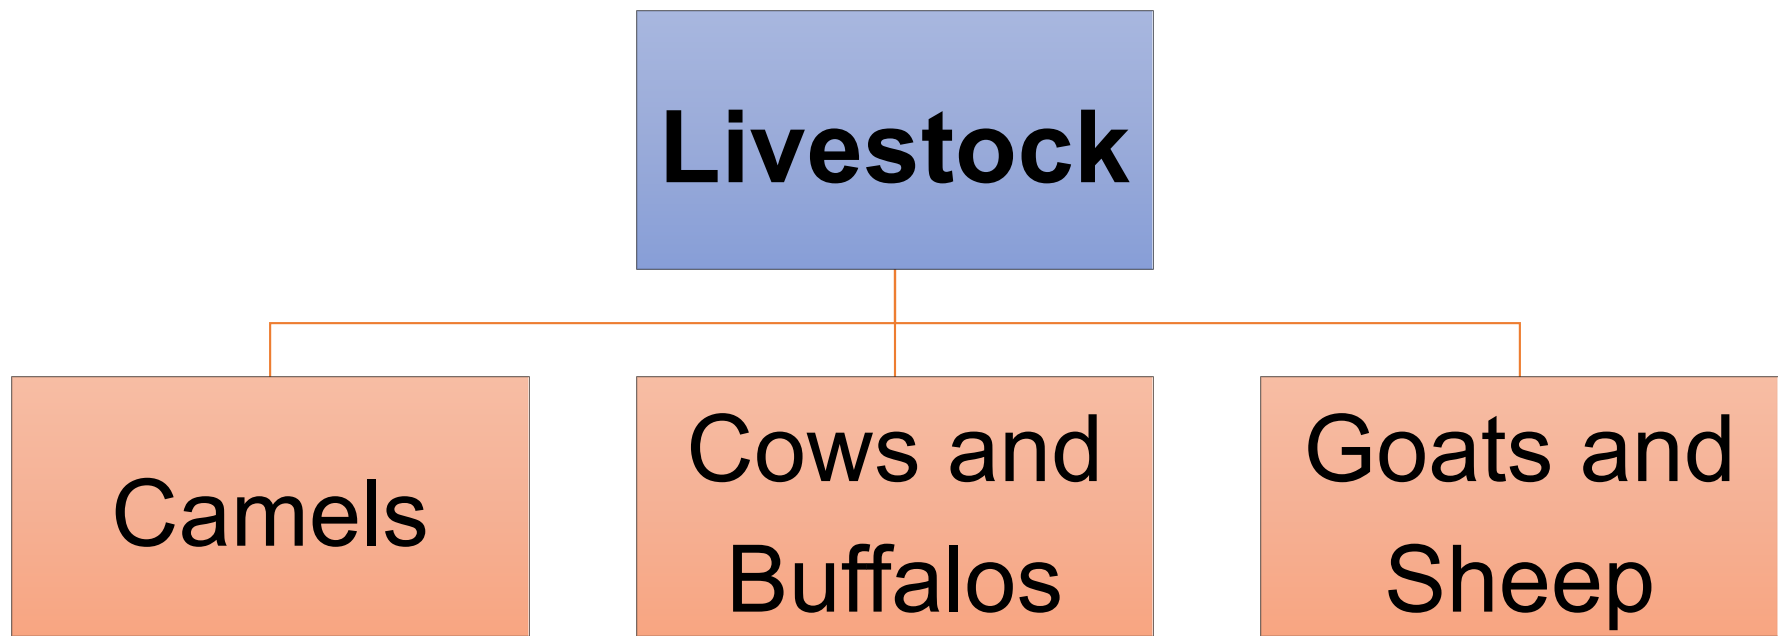 Livestock
Camels
Cows and
Buffalos
Goats and
Sheep